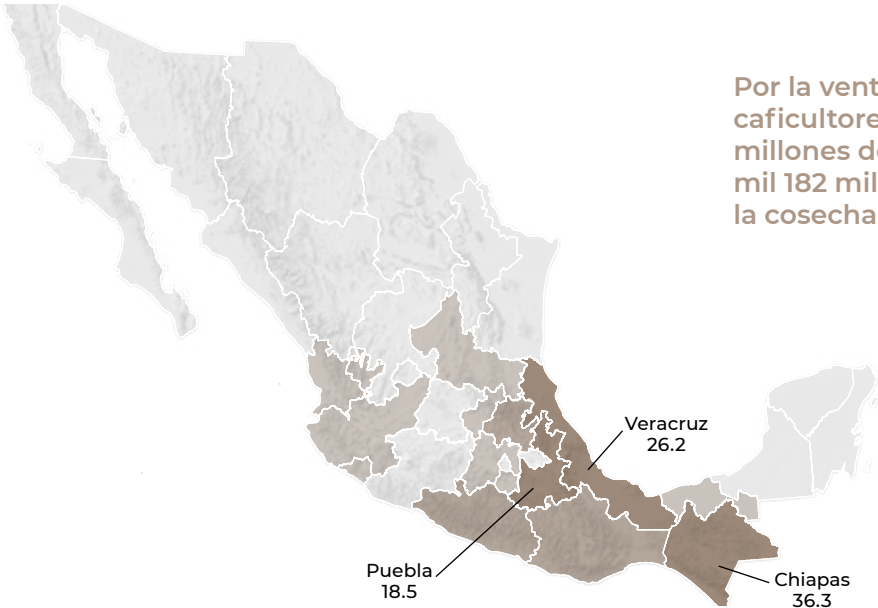 Por la vent
caficultore
millones d
mil 182 mil
la cosecha
Veracruz
26.2
Puebla
18.5
Chiapas
36.3